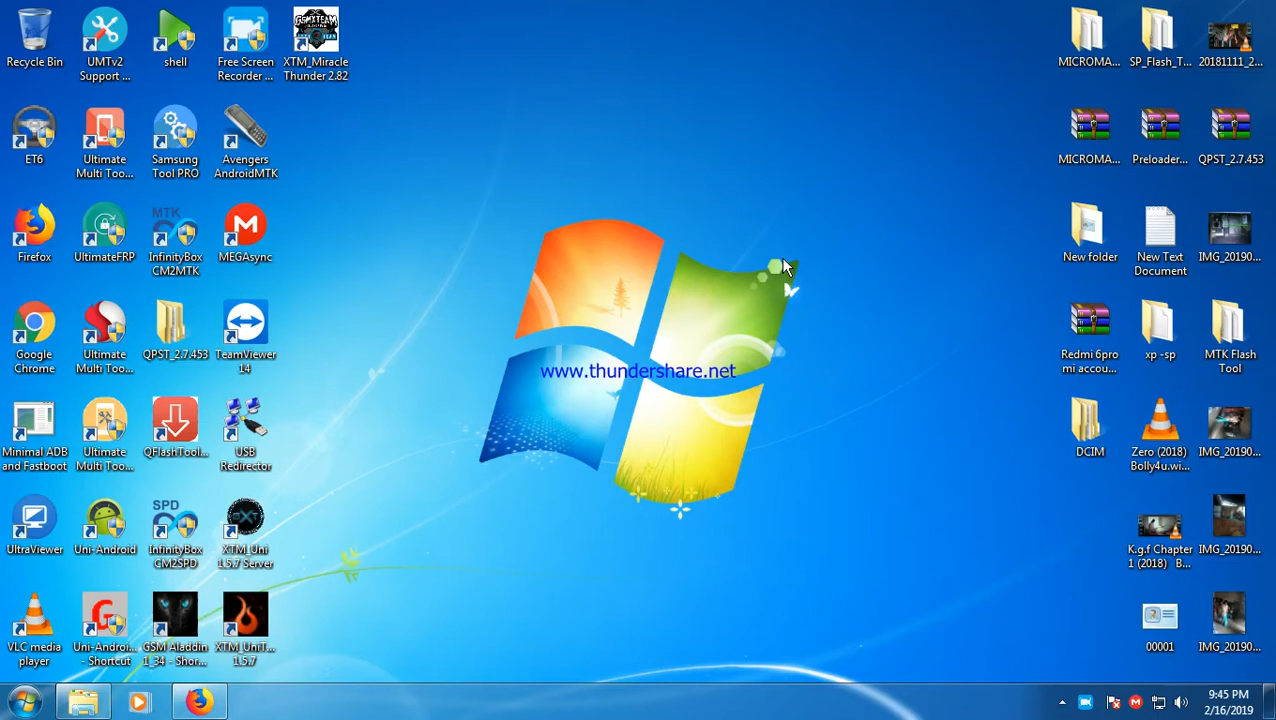 Recycle Bin
UMTv2
Support ...
shell
Free Screen
Recorder ...
XTM_Miracle
Thunder 2.82
ET6
Ultimate
Multi Too...
Samsung
Tool PRO
Avengers
AndroidMTK
Firefox
UltimateFRP
MTK
InfinityBox
CM2MTK
MEGAsync
Google
Chrome
Ultimate
Multi Too...
QPST_2.7.453
TeamViewer
14
Minimal ADB
and Fastboot
Ultimate
Multi Too...
QFlashTool...
USB
Redirector
UltraViewer
Uni-Android
SPD
InfinityBox
CM2SPD
XTM_Uni
1.5.7 Server
VLC media
player
Uni-Androi...
- Shortcut
GSM Aladdin
1_34 - Shor...
XTM_UniT...
1.5.7
www.thundershare.net
MICROMA...
SP_Flash_T...
20181111_2...
MICROMA...
Preloader...
QPST_2.7.453
New folder
New Text
Document
IMG_20190...
Redmi 6pro
mi accou...
xp -sp
MTK Flash
Tool
DCIM
Zero (2018)
Bolly4u.wi...
IMG_20190...
K.g.f Chapter
1 (2018) B...
IMG_20190...
00001
IMG_20190...
9:45 PM
2/16/2019